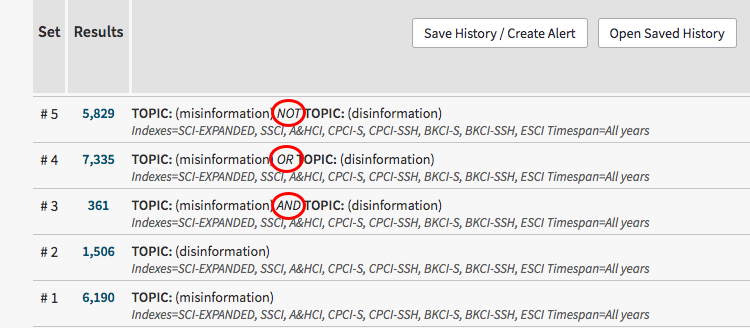 Set Results
Save History / Create Alert Open Saved History
# 5 5,829 TOPIC: (misinformation) NOT TOPIC: (disinformation)
Indexes=SCI-EXPANDED, SSCI, A&HCI, CPCI-S, CPCI-SSH, BKCI-S, BKCI-SSH, ESCI Timespan=All years
# 4 7,335 TOPIC: (misinformation) OR TOPIC: (disinformation)
Indexes=SCI-EXPANDED, SSCI, A&HCI, CPCI-S, CPCI-SSH, BKCI-S, BKCI-SSH, ESCI Timespan=All years
# 3 361 TOPIC: (misinformation) AND TOPIC: (disinformation)
Indexes=SCI-EXPANDED, SSCI, A&HCI, CPCI-S, CPCI-SSH, BKCI-S, BKCI-SSH, ESCI Timespan=All years
# 2 1,506 TOPIC: (disinformation)
Indexes=SCI-EXPANDED, SSCI, A&HCI, CPCI-S, CPCI-SSH, BKCI-S, BKCI-SSH, ESCI Timespan=All years
# 1 6,190 TOPIC: (misinformation)
Indexes=SCI-EXPANDED, SSCI, A&HCI, CPCI-S, CPCI-SSH, BKCI-S, BKCI-SSH, ESCI Timespan=All years